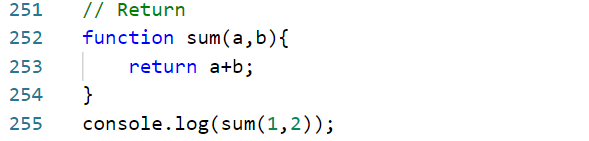 251 // Return
252 function sum(a,b){
253     return a+b;
254 }
255 console.log(sum(1,2));